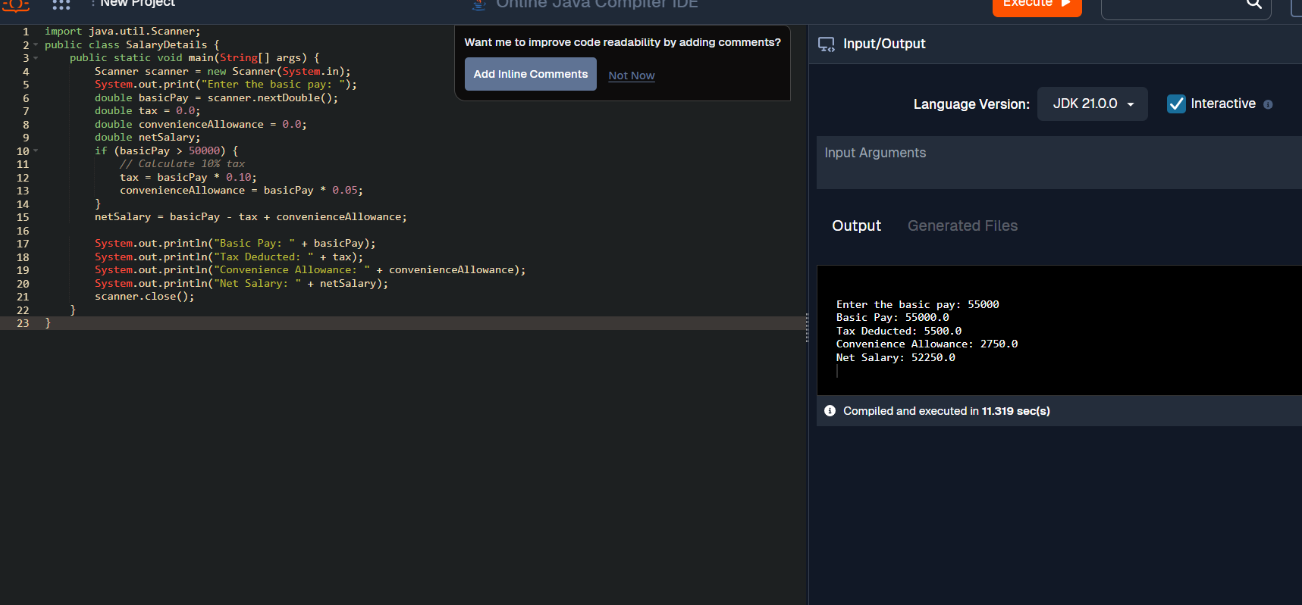 New Project
Online Java Compiler IDE
Execute
1 import java.util.Scanner;
2 public class SalaryDetails {
3 public static void main(String[] args) {
4 Scanner scanner = new Scanner(System.in);
5 System.out.print("Enter the basic pay: ");
6 double basicPay = scanner.nextDouble();
7 double tax = 0.0;
8 double convenienceAllowance = 0.0;
9 double netSalary;
10 if (basicPay > 50000) {
11 // Calculate 10% tax
12 tax = basicPay * 0.10;
13 convenienceAllowance = basicPay * 0.05;
14 }
15 netSalary = basicPay - tax + convenienceAllowance;
16
17 System.out.println("Basic Pay: " + basicPay);
18 System.out.println("Tax Deducted: " + tax);
19 System.out.println("Convenience Allowance: " + convenienceAllowance);
20 System.out.println("Net Salary: " + netSalary);
21 scanner.close();
22 }
23 }
Want me to improve code readability by adding comments?
Add Inline Comments Not Now
Input/Output
Language Version: JDK 21.0.0 Interactive
Input Arguments
Output Generated Files
Enter the basic pay: 55000
Basic Pay: 55000.0
Tax Deducted: 5500.0
Convenience Allowance: 2750.0
Net Salary: 52250.0
Compiled and executed in 11.319 sec(s)